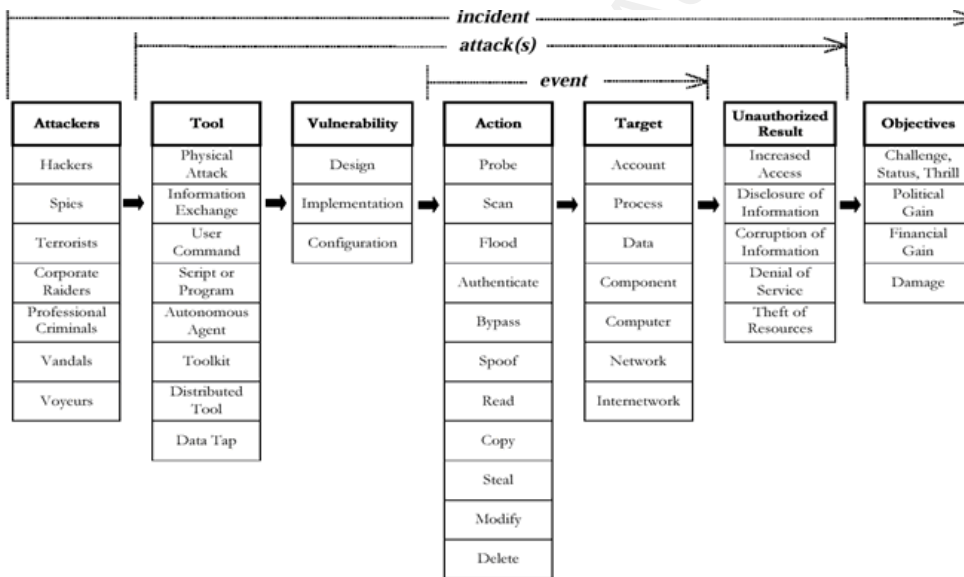 incident
attack(s)
event
Attackers
Hackers
Spies
Terrorists
Corporate
Raiders
Professional
Criminals
Vandals
Voyeurs
Tool
Physical
Attack
Information
Exchange
User
Command
Script or
Program
Autonomous
Agent
Toolkit
Distributed
Tool
Data Tap
Vulnerability
Design
Implementation
Configuration
Action
Probe
Scan
Flood
Authenticate
Bypass
Spoof
Read
Copy
Steal
Modify
Delete
Target
Account
Process
Data
Component
Computer
Network
Internetwork
Unauthorized
Result
Increased
Access
Disclosure of
Information
Corruption of
Information
Denial of
Service
Theft of
Resources
Objectives
Challenge,
Status, Thrill
Political
Gain
Financial
Gain
Damage